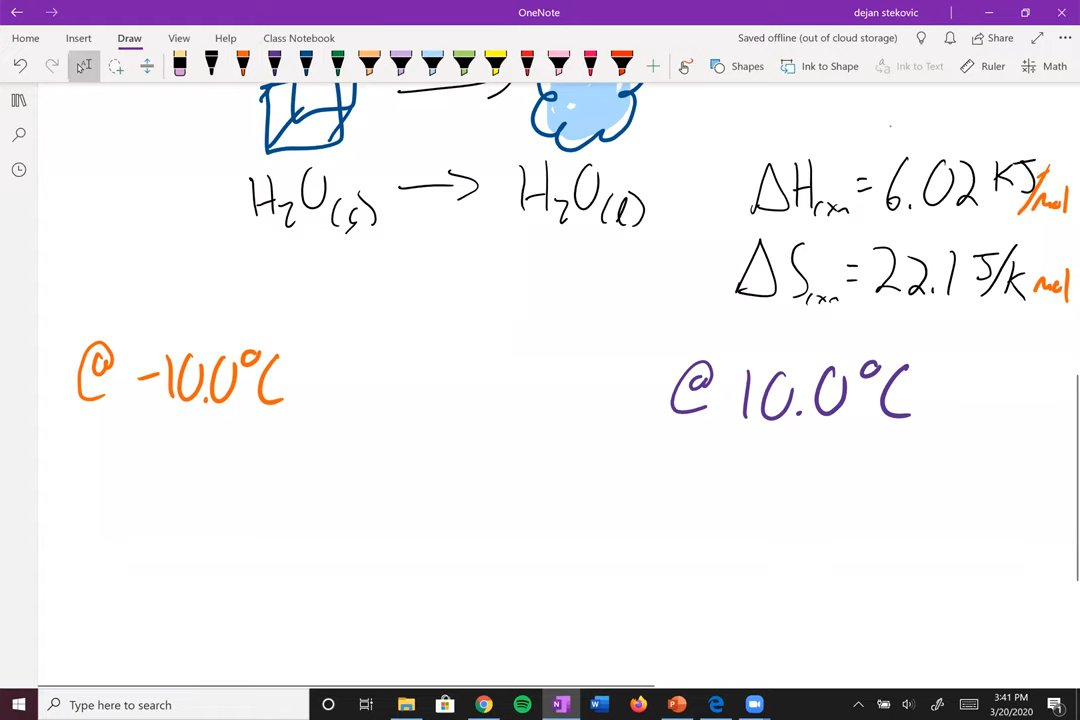 OneNote
dejan stekovic
Home Insert Draw View Help Class Notebook
Saved offline (out of cloud storage) Share
Shapes Ink to Shape Ink to Text Ruler Math
H2O(s) → H2O(l)
ΔHrxn = 6.02 KJ/mol
ΔSrxn = 22.1 J/K mol
@ -10.0°C
@ 10.0°C
Type here to search
3:41 PM
3/20/2020